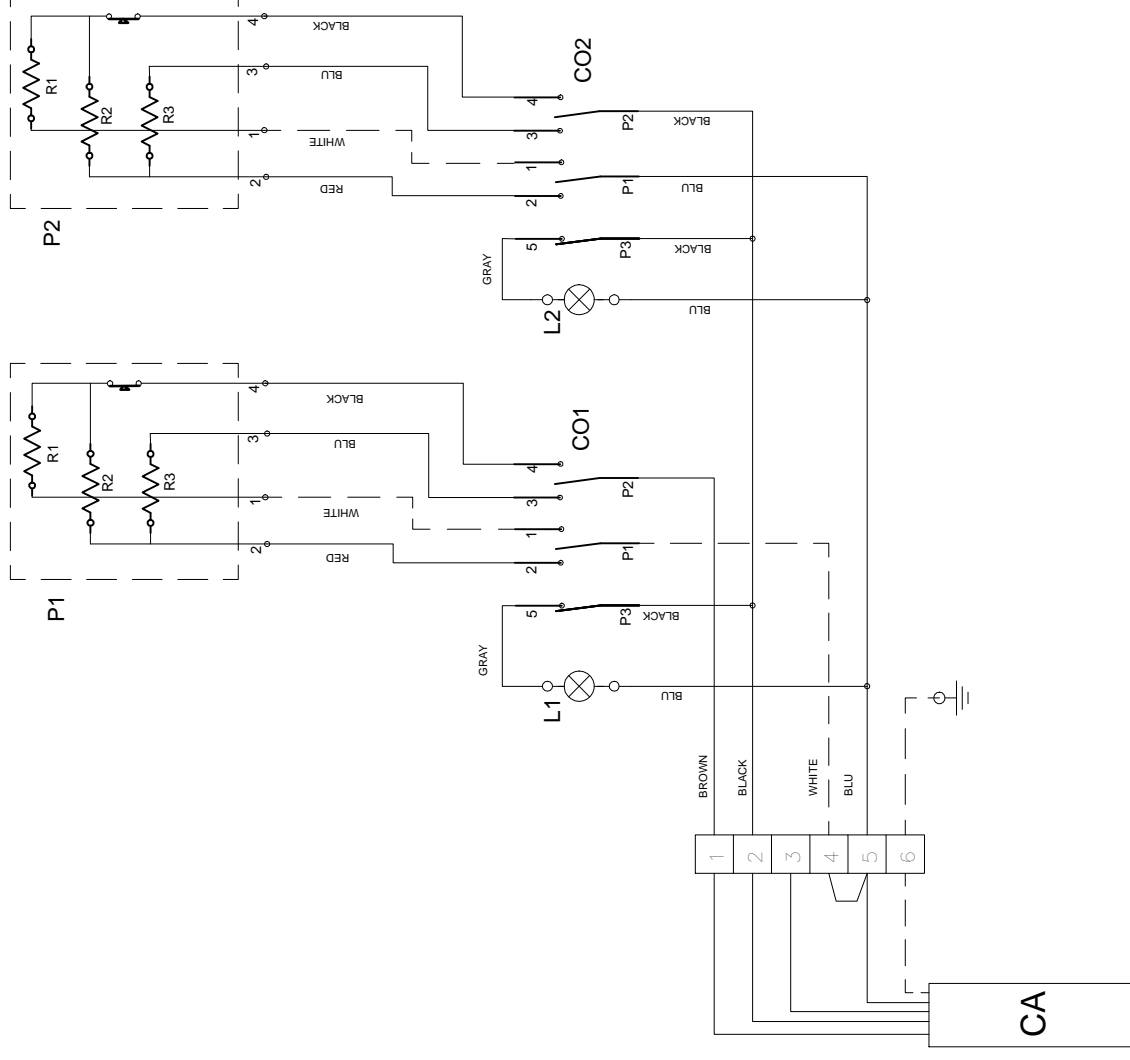 R1
R2
R3
4
3
1
2
BLACK
BLU
WHITE
RED
P2
CO2
4
3
1
2
5
P2
P1
P3
BLACK
BLU
BLACK
GRAY
L2
BLU
R1
R2
R3
4
3
1
2
BLACK
BLU
WHITE
RED
P1
CO1
4
3
1
2
5
P2
P1
P3
BLACK
GRAY
L1
BLU
BROWN
BLACK
WHITE
BLU
1
2
3
4
5
6
CA